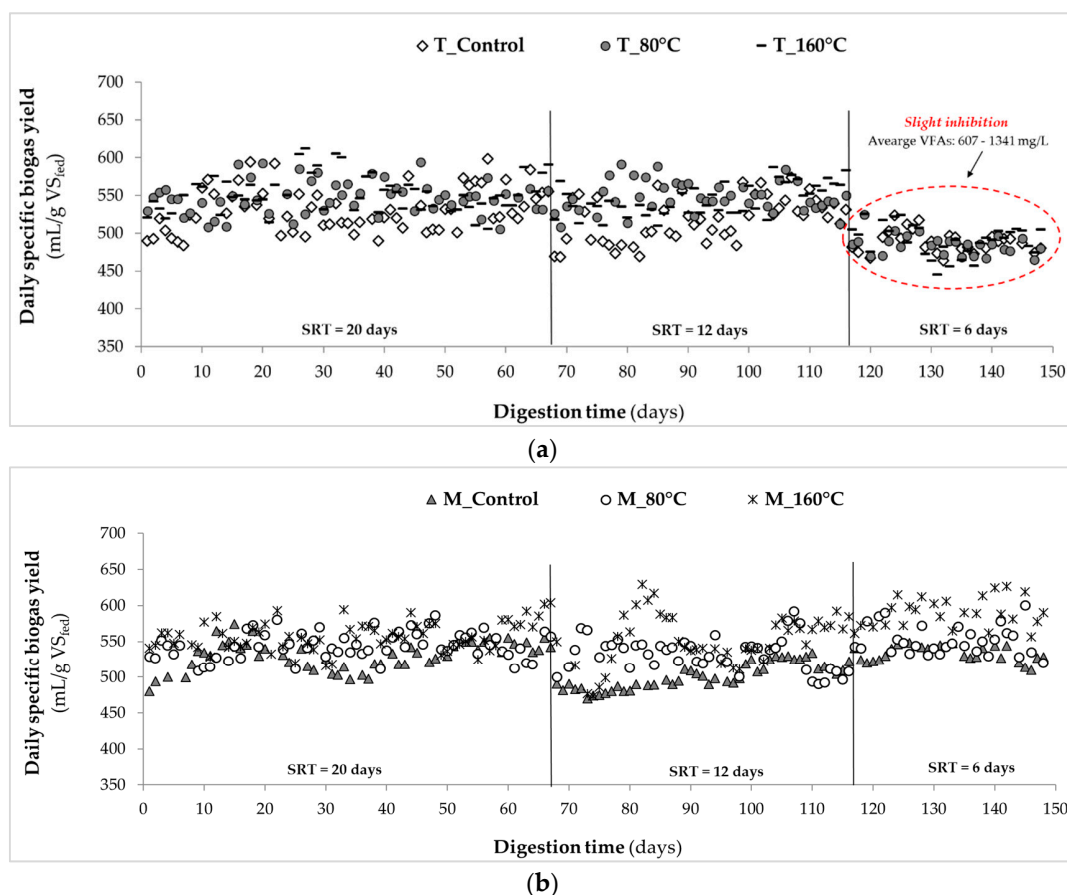 T_Control T_80°C T_160°C
700
650
600
550
500
450
400
350
Daily specific biogas yield
(mL/g VSfed)
Slight inhibition
Avearge VFAs: 607 - 1341 mg/L
SRT = 20 days SRT = 12 days SRT = 6 days
0 10 20 30 40 50 60 70 80 90 100 110 120 130 140 150
Digestion time (days)
(a)
M_Control M_80°C M_160°C
700
650
600
550
500
450
400
350
Daily specific biogas yield
(mL/g VSfed)
SRT = 20 days SRT = 12 days SRT = 6 days
0 10 20 30 40 50 60 70 80 90 100 110 120 130 140 150
Digestion time (days)
(b)